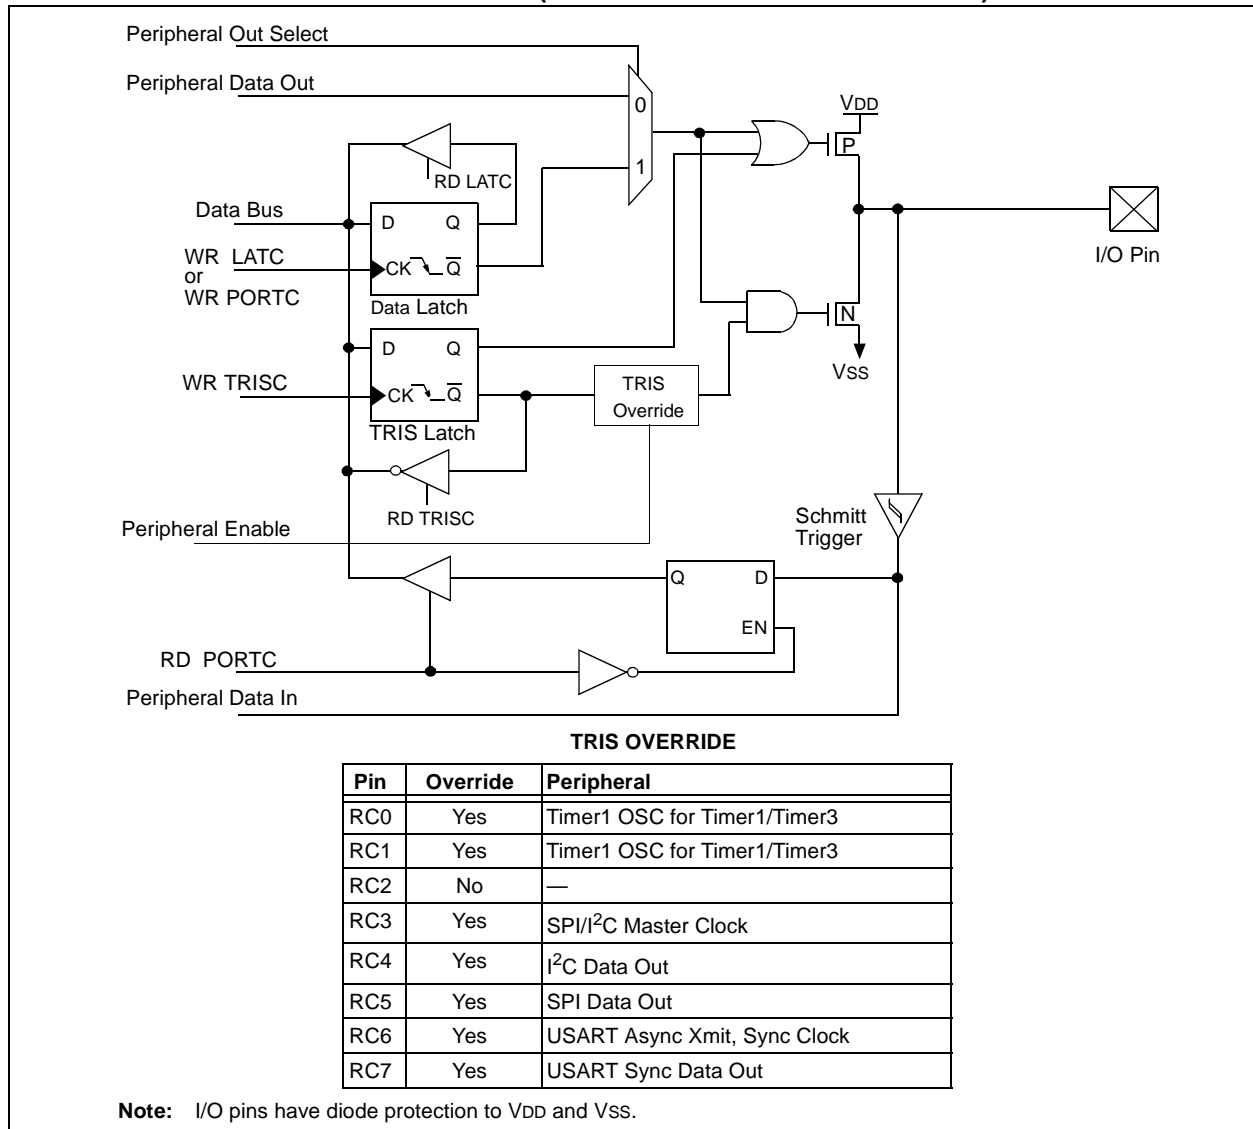 Peripheral Out Select
Peripheral Data Out
0
1
VDD
P
RD LATC
Data Bus
D Q
WR LATC
or
WR PORTC
CK Q̅
Data Latch
I/O Pin
N
VSS
D Q
WR TRISC
CK Q̅
TRIS Latch
TRIS
Override
RD TRISC
Schmitt
Trigger
Peripheral Enable
Q D
EN
RD PORTC
Peripheral Data In
TRIS OVERRIDE
Pin Override Peripheral
RC0 Yes Timer1 OSC for Timer1/Timer3
RC1 Yes Timer1 OSC for Timer1/Timer3
RC2 No —
RC3 Yes SPI/I²C Master Clock
RC4 Yes I²C Data Out
RC5 Yes SPI Data Out
RC6 Yes USART Async Xmit, Sync Clock
RC7 Yes USART Sync Data Out
Note: I/O pins have diode protection to VDD and VSS.